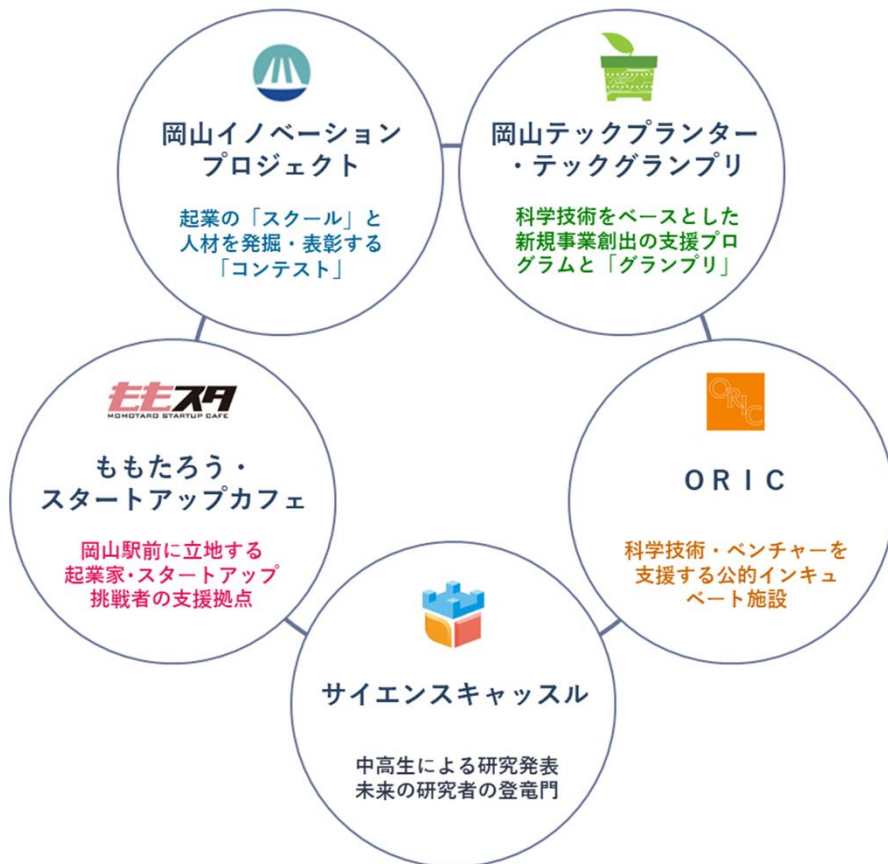 岡山イノベーション
プロジェクト
起業の「スクール」と
人材を発掘・表彰する
「コンテスト」
岡山テックプランター
・テックグランプリ
科学技術をベースとした
新規事業創出の支援プロ
グラムと「グランプリ」
ももスタ
MOMOTARO STARTUP CAFE
ももたろう・
スタートアップカフェ
岡山駅前に立地する
起業家・スタートアップ
挑戦者の支援拠点
ORIC
ＯＲＩＣ
科学技術・ベンチャーを
支援する公的インキュ
ベート施設
サイエンスキャッスル
中高生による研究発表
未来の研究者の登竜門